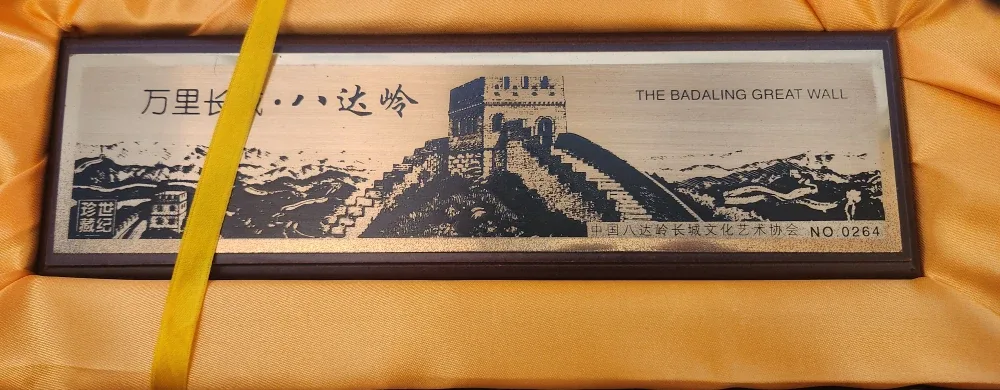 万里长城·八达岭
THE BADALING GREAT WALL
世纪
珍藏
中国八达岭长城文化艺术协会 NO.0264